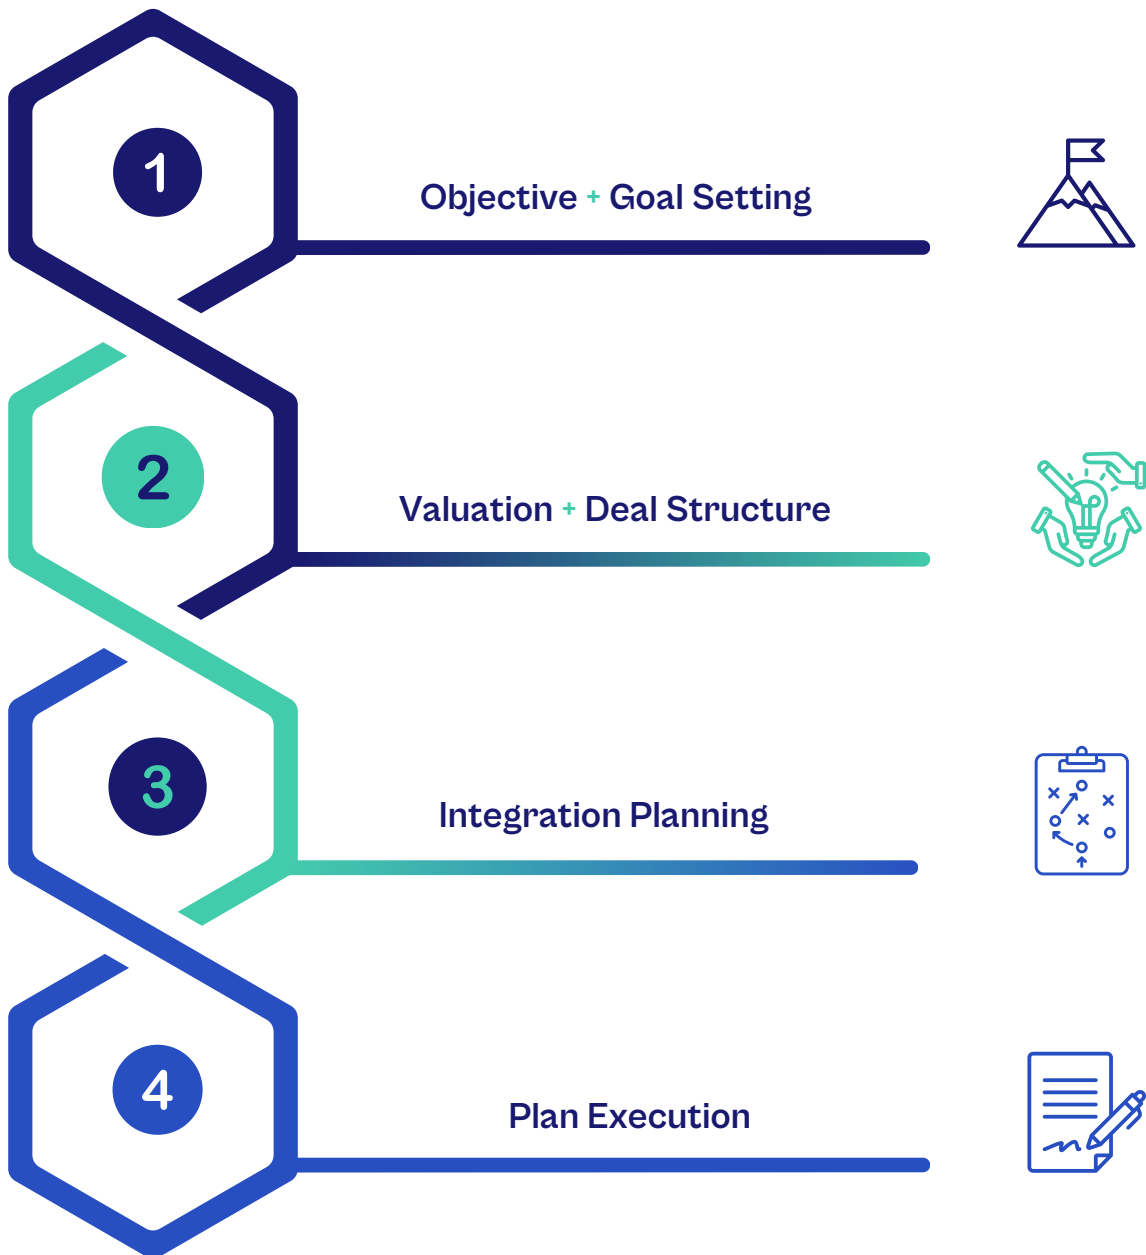 1
Objective + Goal Setting
2
Valuation + Deal Structure
3
Integration Planning
4
Plan Execution